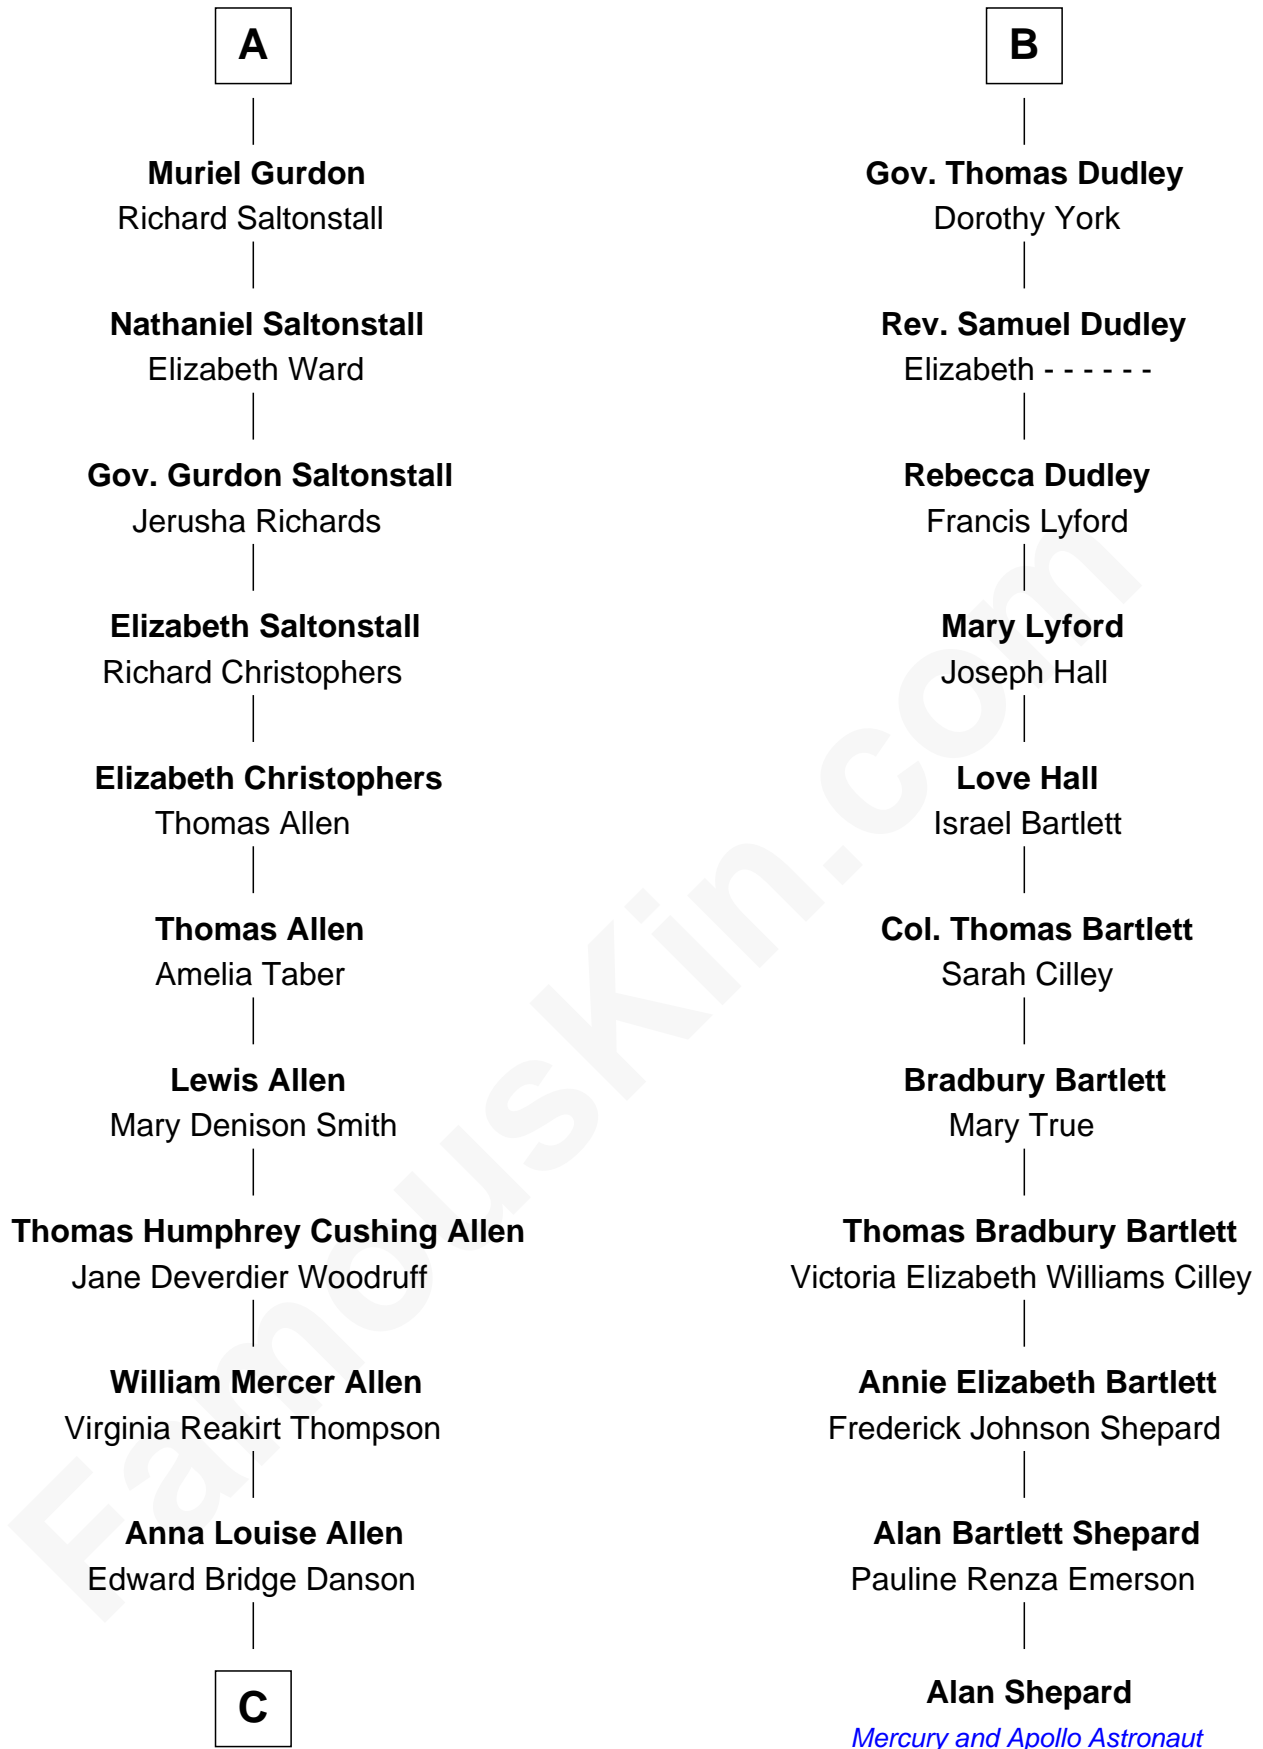 A
Muriel Gurdon
Richard Saltonstall
Nathaniel Saltonstall
Elizabeth Ward
Gov. Gurdon Saltonstall
Jerusha Richards
Elizabeth Saltonstall
Richard Christophers
Elizabeth Christophers
Thomas Allen
Thomas Allen
Amelia Taber
Lewis Allen
Mary Denison Smith
Thomas Humphrey Cushing Allen
Jane Deverdier Woodruff
William Mercer Allen
Virginia Reakirt Thompson
Anna Louise Allen
Edward Bridge Danson
C
B
Gov. Thomas Dudley
Dorothy York
Rev. Samuel Dudley
Elizabeth - - - - - -
Rebecca Dudley
Francis Lyford
Mary Lyford
Joseph Hall
Love Hall
Israel Bartlett
Col. Thomas Bartlett
Sarah Cilley
Bradbury Bartlett
Mary True
Thomas Bradbury Bartlett
Victoria Elizabeth Williams Cilley
Annie Elizabeth Bartlett
Frederick Johnson Shepard
Alan Bartlett Shepard
Pauline Renza Emerson
Alan Shepard
Mercury and Apollo Astronaut
FamousKin.com